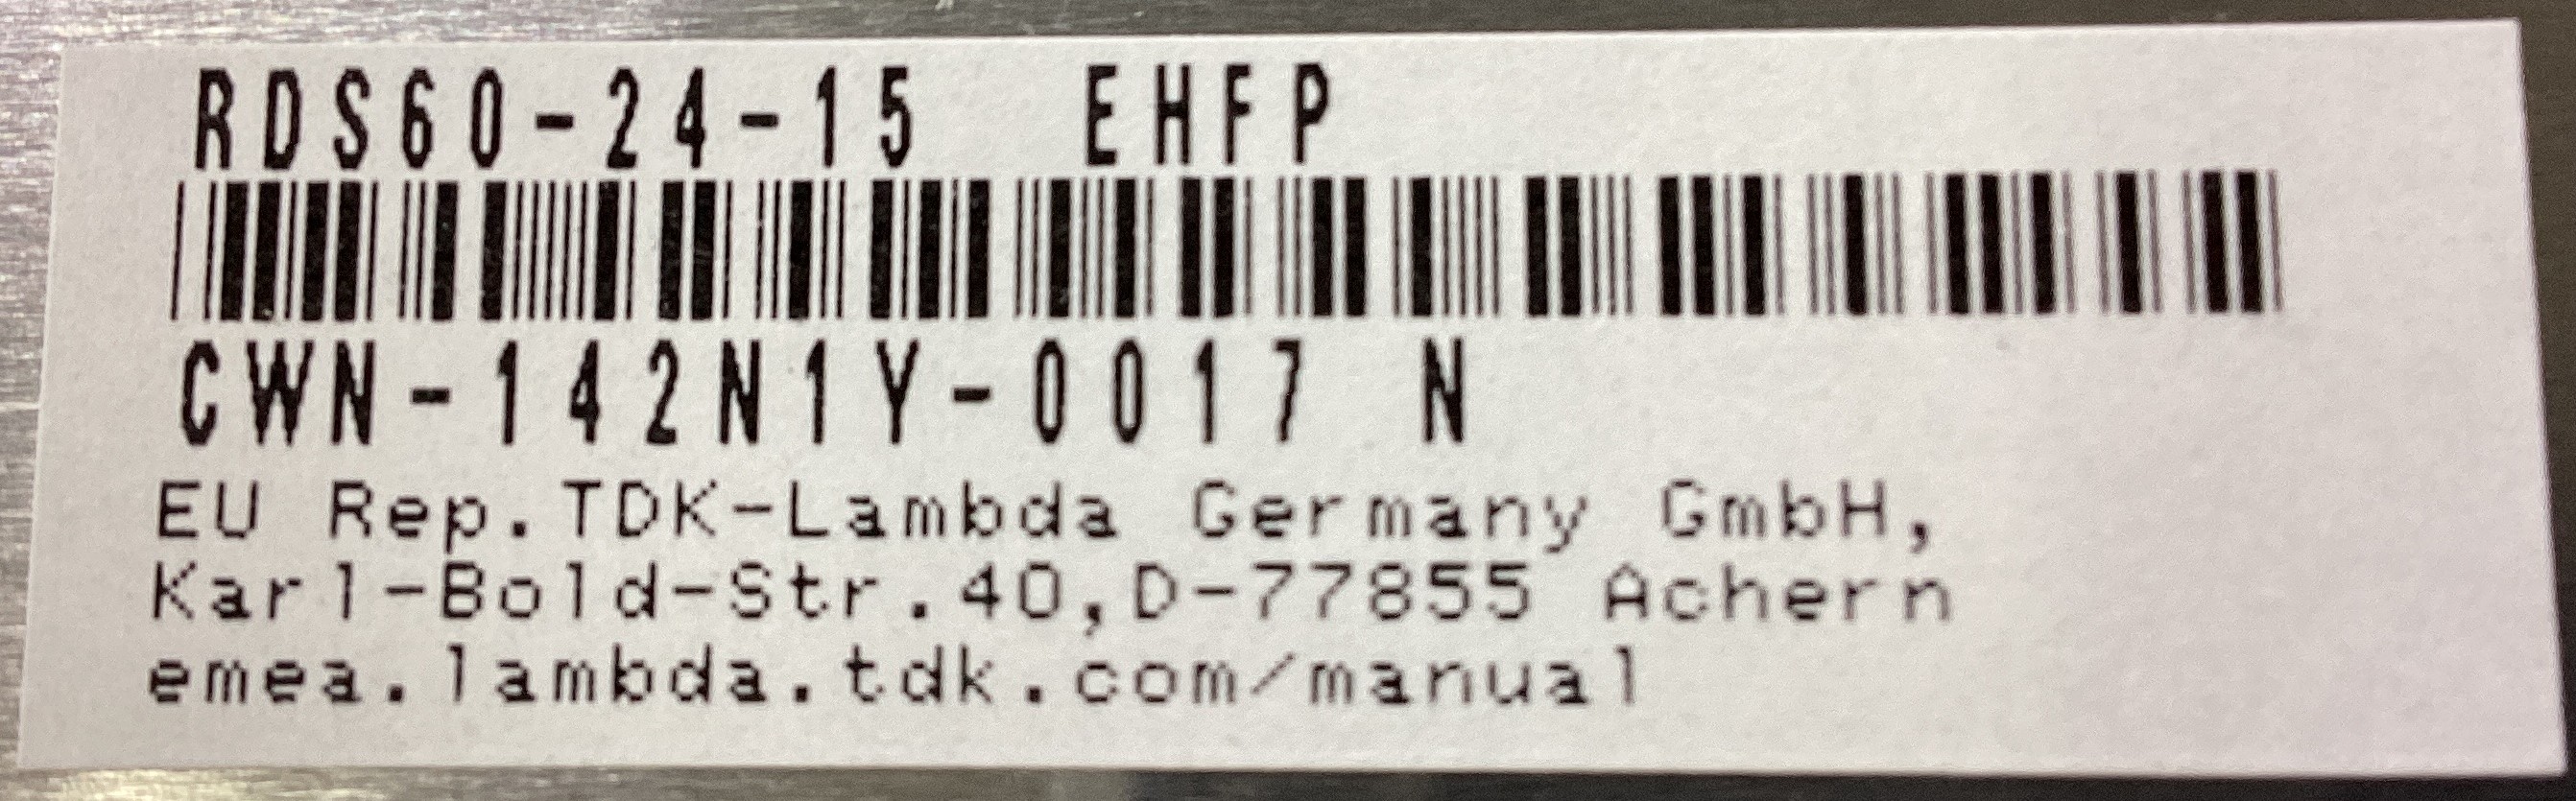 RDS60-24-15 EHFP
CWN-142N1Y-0017 N
EU Rep.TDK-Lambda Germany GmbH,
Karl-Bold-Str.40,D-77855 Achern
emea.lambda.tdk.com/manual